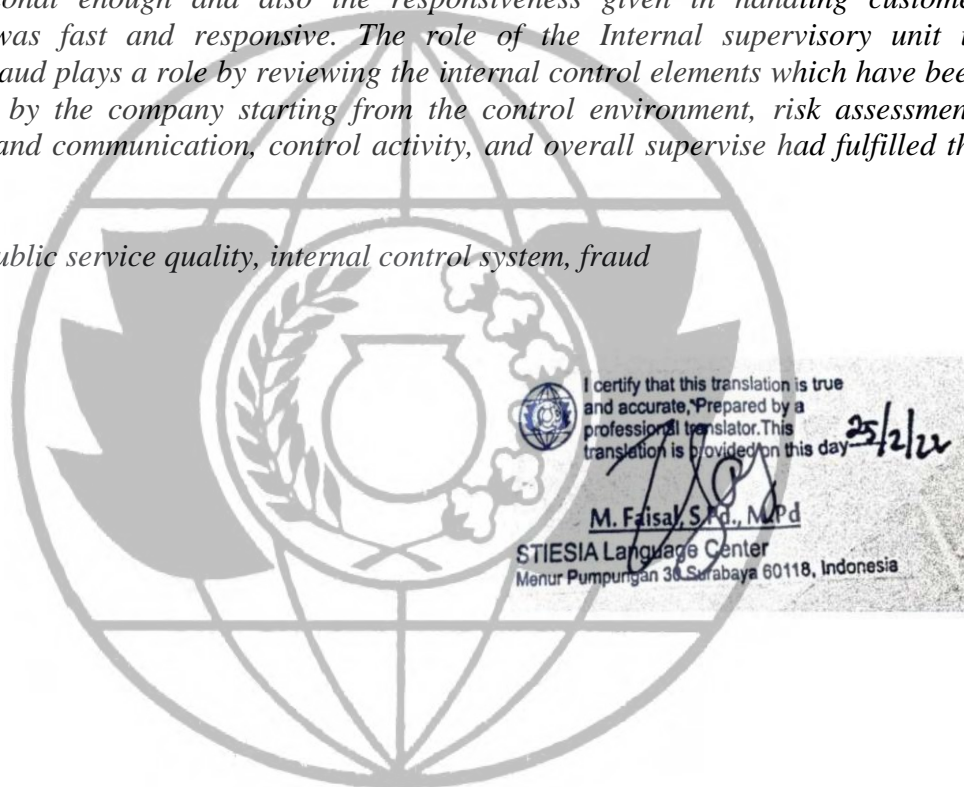 onal enough and also the responsiveness given in handling custome
was fast and responsive. The role of the Internal supervisory unit i
aud plays a role by reviewing the internal control elements which have bee
by the company starting from the control environment, risk assessmen
and communication, control activity, and overall supervise had fulfilled th
ublic service quality, internal control system, fraud
I certify that this translation is true
and accurate, Prepared by a
professional translator. This
translation is provided on this day 25/2/22
M. Faisal, S.Pd., M.Pd
STIESIA Language Center
Menur Pumpungan 30 Surabaya 60118, Indonesia